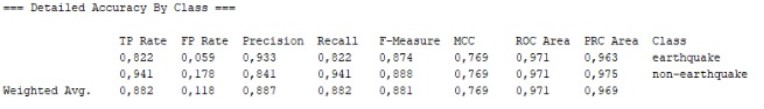 === Detailed Accuracy By Class ===
TP Rate FP Rate Precision Recall F-Measure MCC ROC Area PRC Area Class
0,822 0,059 0,933 0,822 0,874 0,769 0,971 0,963 earthquake
0,941 0,178 0,841 0,941 0,888 0,769 0,971 0,975 non-earthquake
Weighted Avg. 0,882 0,118 0,887 0,882 0,881 0,769 0,971 0,969